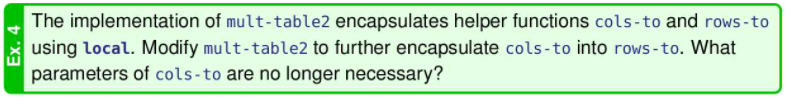 Ex. 4
The implementation of mult-table2 encapsulates helper functions cols-to and rows-to
using local. Modify mult-table2 to further encapsulate cols-to into rows-to. What
parameters of cols-to are no longer necessary?